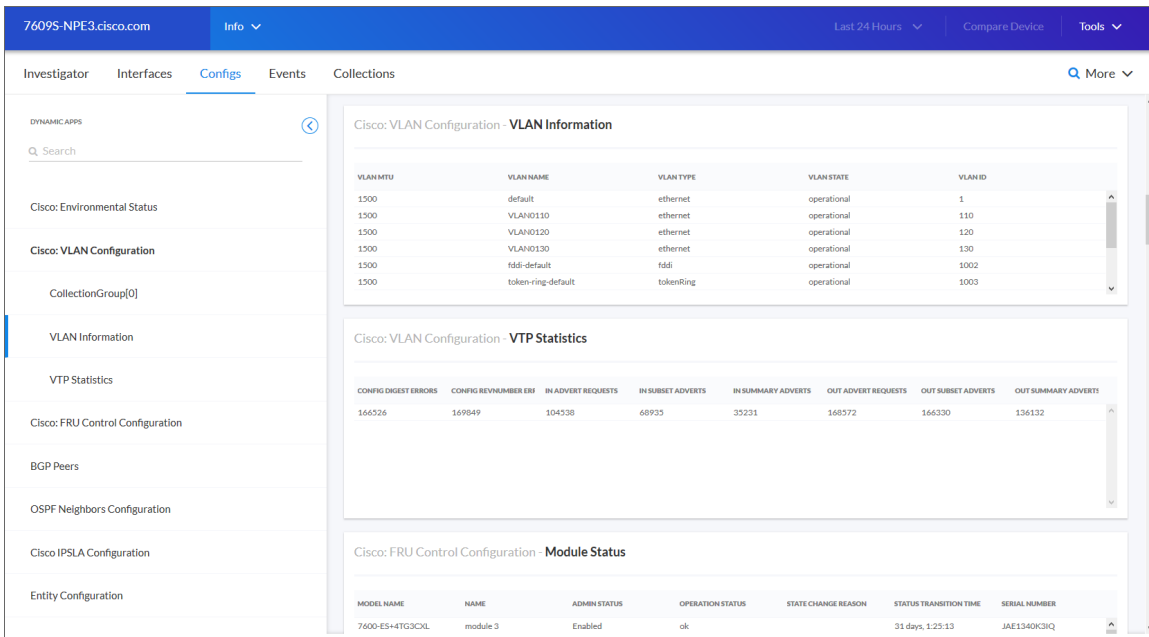 7609S-NPE3.cisco.com Info Last 24 Hours Compare Device Tools
Investigator Interfaces Configs Events Collections More
DYNAMIC APPS
Search
Cisco: Environmental Status
Cisco: VLAN Configuration
CollectionGroup[0]
VLAN Information
VTP Statistics
Cisco: FRU Control Configuration
BGP Peers
OSPF Neighbors Configuration
Cisco IPSLA Configuration
Entity Configuration
Cisco: VLAN Configuration - VLAN Information
VLAN MTU VLAN NAME VLAN TYPE VLAN STATE VLAN ID
1500 default ethernet operational 1
1500 VLAN0110 ethernet operational 110
1500 VLAN0120 ethernet operational 120
1500 VLAN0130 ethernet operational 130
1500 fddi-default fddi operational 1002
1500 token-ring-default tokenRing operational 1003
Cisco: VLAN Configuration - VTP Statistics
CONFIG DIGEST ERRORS CONFIG REVNUMBER ERR IN ADVERT REQUESTS IN SUBSET ADVERTS IN SUMMARY ADVERTS OUT ADVERT REQUESTS OUT SUBSET ADVERTS OUT SUMMARY ADVERTS
166526 169849 104538 68935 35231 168572 166330 136132
Cisco: FRU Control Configuration - Module Status
MODEL NAME NAME ADMIN STATUS OPERATION STATUS STATE CHANGE REASON STATUS TRANSITION TIME SERIAL NUMBER
7600-ES+4TG3CXL module 3 Enabled ok 31 days, 1:25:13 JAE1340K3IQ